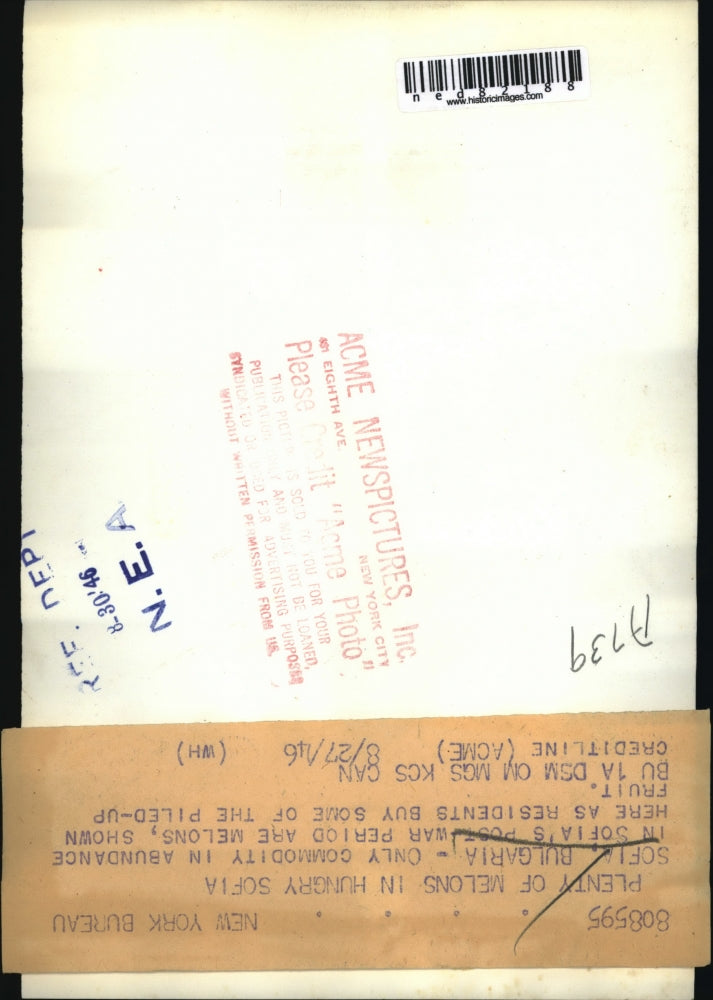 ned82188
www.historicimages.com
ACME NEWSPICTURES, Inc.
461 EIGHTH AVE. NEW YORK CITY
Please Credit "Acme Photo"
THIS PICTURE IS SOLD TO YOU FOR YOUR
PUBLICATION ONLY AND MUST NOT BE LOANED,
SYNDICATED OR USED FOR ADVERTISING PURPOSES
WITHOUT WRITTEN PERMISSION FROM US.
REF. DEPT
8-30'46
N.E.A
A739
808595 NEW YORK BUREAU
PLENTY OF MELONS IN HUNGRY SOFIA
SOFIA, BULGARIA - ONLY COMMODITY IN ABUNDANCE
IN SOFIA'S POST WAR PERIOD ARE MELONS, SHOWN
HERE AS RESIDENTS BUY SOME OF THE PILED-UP
FRUIT.
BU 1A DSM OM MGS KCS CAN
CREDITLINE (ACME) 8/27/46 (WH)